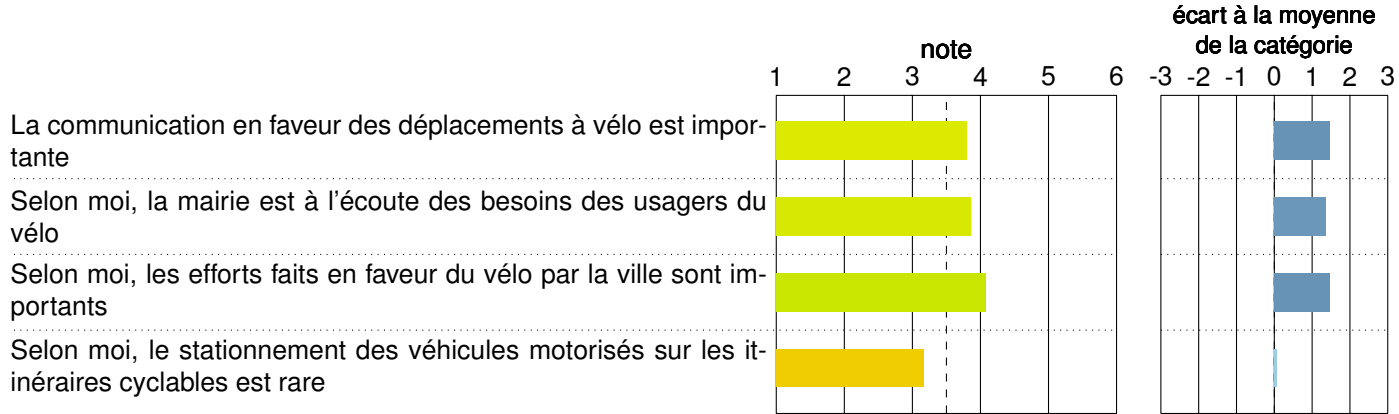 écart à la moyenne
de la catégorie
note
1 2 3 4 5 6
-3 -2 -1 0 1 2 3
La communication en faveur des déplacements à vélo est impor-
tante
Selon moi, la mairie est à l'écoute des besoins des usagers du
vélo
Selon moi, les efforts faits en faveur du vélo par la ville sont im-
portants
Selon moi, le stationnement des véhicules motorisés sur les it-
inéraires cyclables est rare